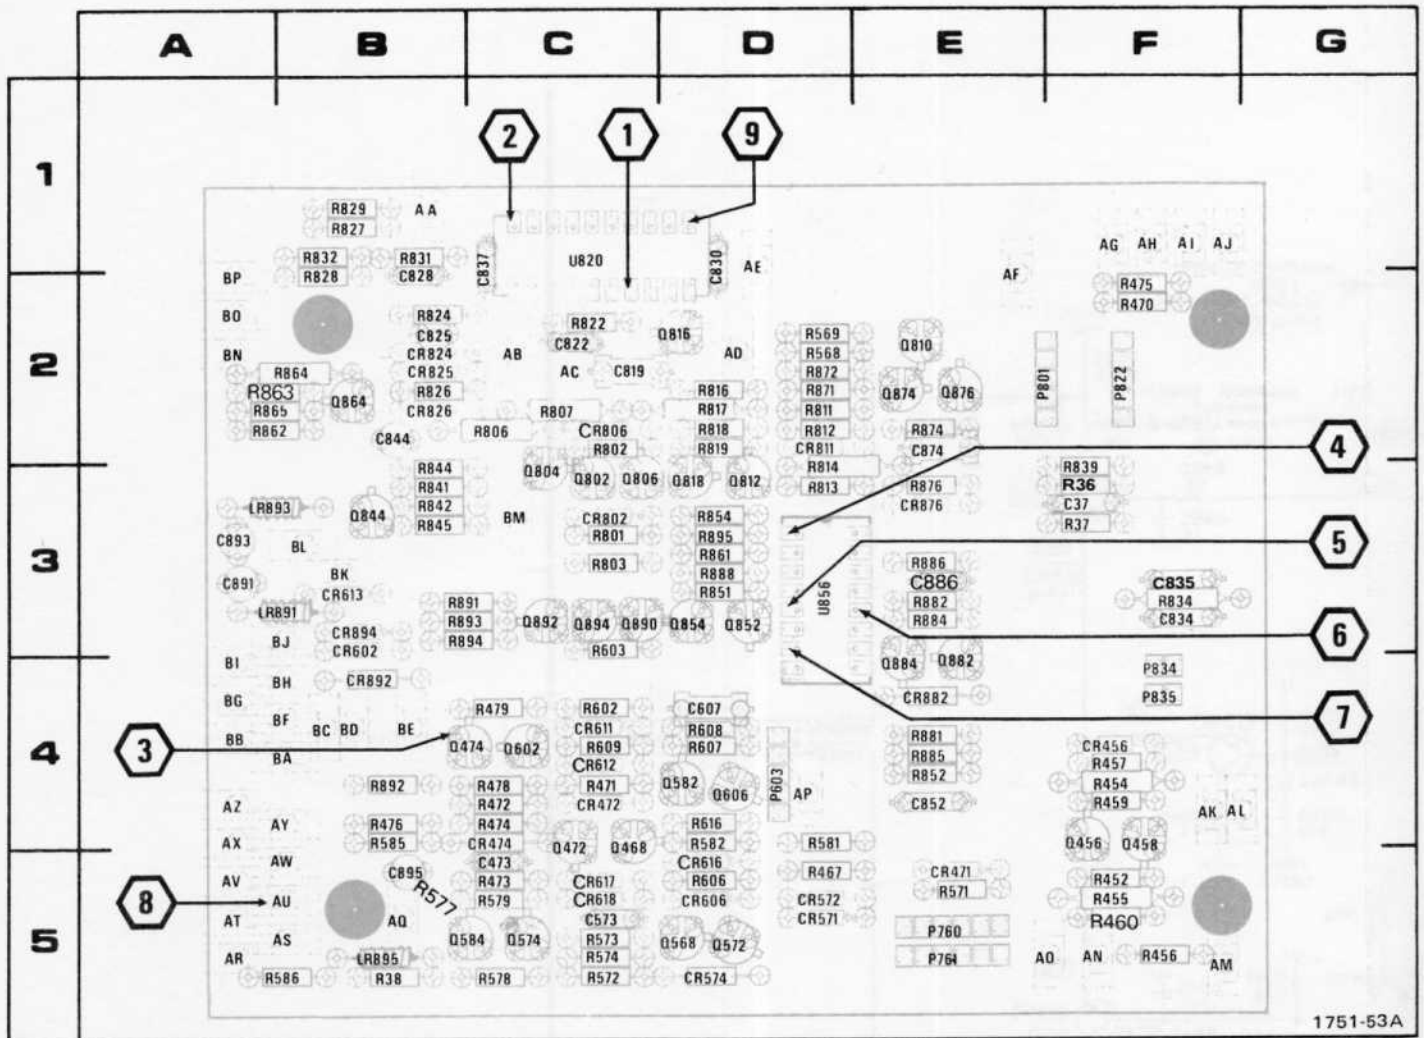 A B C D E F G
1
2 1 9
R829 AA
R827
AG AH AI AJ
R832 R831 C837 U820 C830 AE
BP R828 C828 AF R475
R470
BO R824 R822 Q816 R569
C825 C822 Q810
2
BN CR824 AB AD R568
R864 CR825 AC C819 R872 P801 P822
R863 Q864 R826 R816 R871 Q874 Q876
R865 CR826 R807 R817 R811
R862 C844 R806 CR806 R818 R812 R874
R802 R819 CR811 C874 4
R844 Q804 R814 R839
R841 Q802 Q806 Q818 Q812 R813 R876 R36
LR893 Q844 R842 CR876 C37
R845 BM CR802 R854 R37
C893 BL R801 R895 5
3
R803 R861 R886
C891 BK R888 C886 C835
CR613 R851 U856
LR891 R891 R882 R834
R893 Q892 Q894 Q890 Q854 Q852 R884 C834
BJ CR894 R894 6
CR602 R603
BI Q884 Q882 P834
BH CR892 CR882 P835
BG R479 R602 C607
BF BC BD BE CR611 R608 7
BB 3 Q474 Q602 R609 R607 R881 CR456
4
BA CR612 R885 R457
R892 R478 R471 Q582 Q606 P603 AP R852 R454
AZ R472 CR472 C852 R459 AK AL
AY R476 R474 R616
AX R585 CR474 Q472 Q468 R582 R581 Q456 Q458
AW C895 C473 CR616 R467 CR471 R452
AV R577 R473 CR617 R606 R571
8 AU R579 CR618 CR606 CR572 R455
AT AQ C573 CR571 R460
5
AS Q584 Q574 R573 Q568 Q572 P760
AR LR895 R574 P761 AO AN R456 AM
R586 R38 R578 R572 CR574
1751-53A